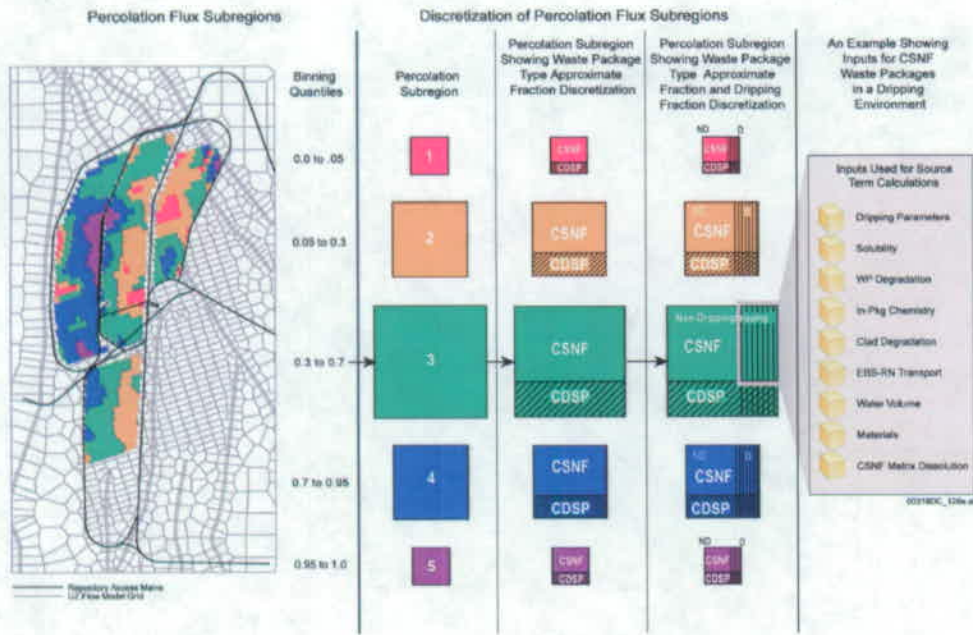 Percolation Flux Subregions
Discretization of Percolation Flux Subregions
Binning
Quantiles
Percolation
Subregion
Percolation Subregion
Showing Waste Package
Type Approximate
Fraction Discretization
Percolation Subregion
Showing Waste Package
Type Approximate
Fraction and Dripping
Fraction Discretization
An Example Showing
Inputs for CSNF
Waste Packages
in a Dripping
Environment
0.0 to .05
1
CSNF
CDSP
ND
D
CSNF
CDSP
0.05 to 0.3
2
CSNF
CDSP
CSNF
CDSP
0.3 to 0.7
3
CSNF
CDSP
Non-Dripping
CSNF
CDSP
0.7 to 0.95
4
CSNF
CDSP
ND
D
CSNF
CDSP
0.95 to 1.0
5
CSNF
CDSP
ND
D
CSNF
CDSP
Inputs Used for Source
Term Calculations
Dripping Parameters
Solubility
WP Degradation
In-Pkg Chemistry
Clad Degradation
EBS-RN Transport
Water Volume
Materials
CSNF Matrix Dissolution
Repository Access Mains
UZ Flow Model Grid